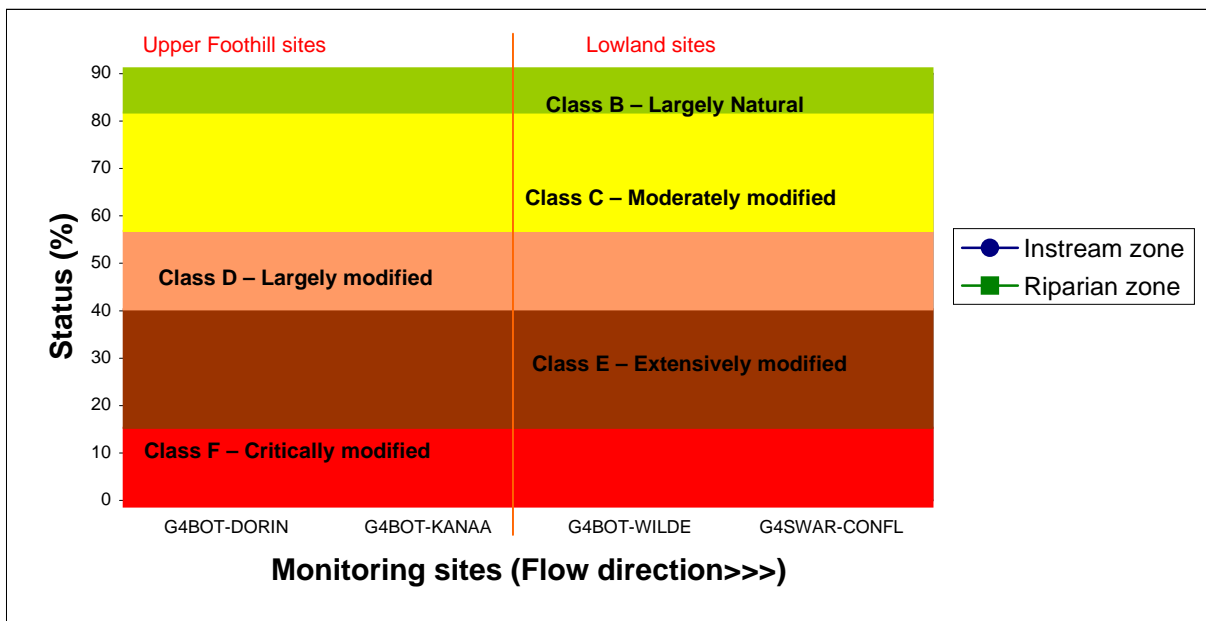 Upper Foothill sites
Lowland sites
90
80
70
60
50
40
30
20
10
0
Status (%)
Class B – Largely Natural
Class C – Moderately modified
Class D – Largely modified
Class E – Extensively modified
Class F – Critically modified
G4BOT-DORIN
G4BOT-KANAA
G4BOT-WILDE
G4SWAR-CONFL
Monitoring sites (Flow direction>>>)
Instream zone
Riparian zone